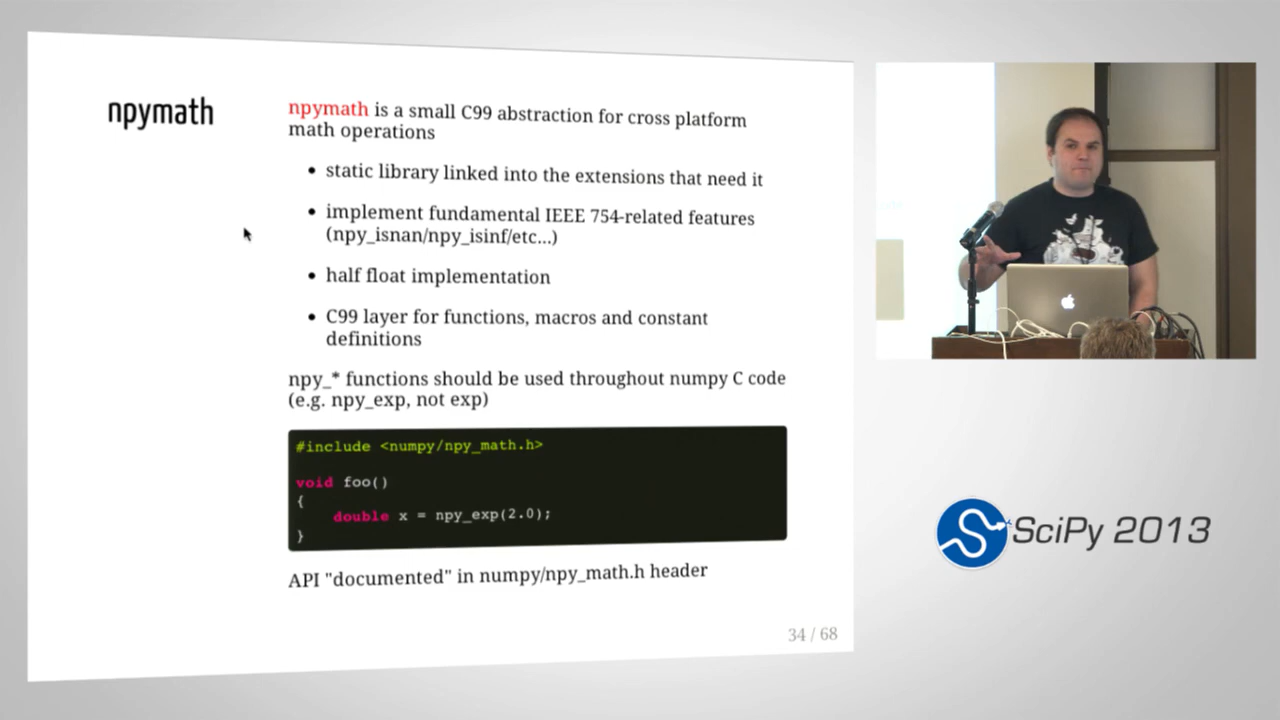 npymath
npymath is a small C99 abstraction for cross platform
math operations
• static library linked into the extensions that need it
• implement fundamental IEEE 754-related features
(npy_isnan/npy_isinf/etc...)
• half float implementation
• C99 layer for functions, macros and constant
definitions
npy_* functions should be used throughout numpy C code
(e.g. npy_exp, not exp)
#include <numpy/npy_math.h>
void foo()
{
double x = npy_exp(2.0);
}
API "documented" in numpy/npy_math.h header
34 / 68
SciPy 2013